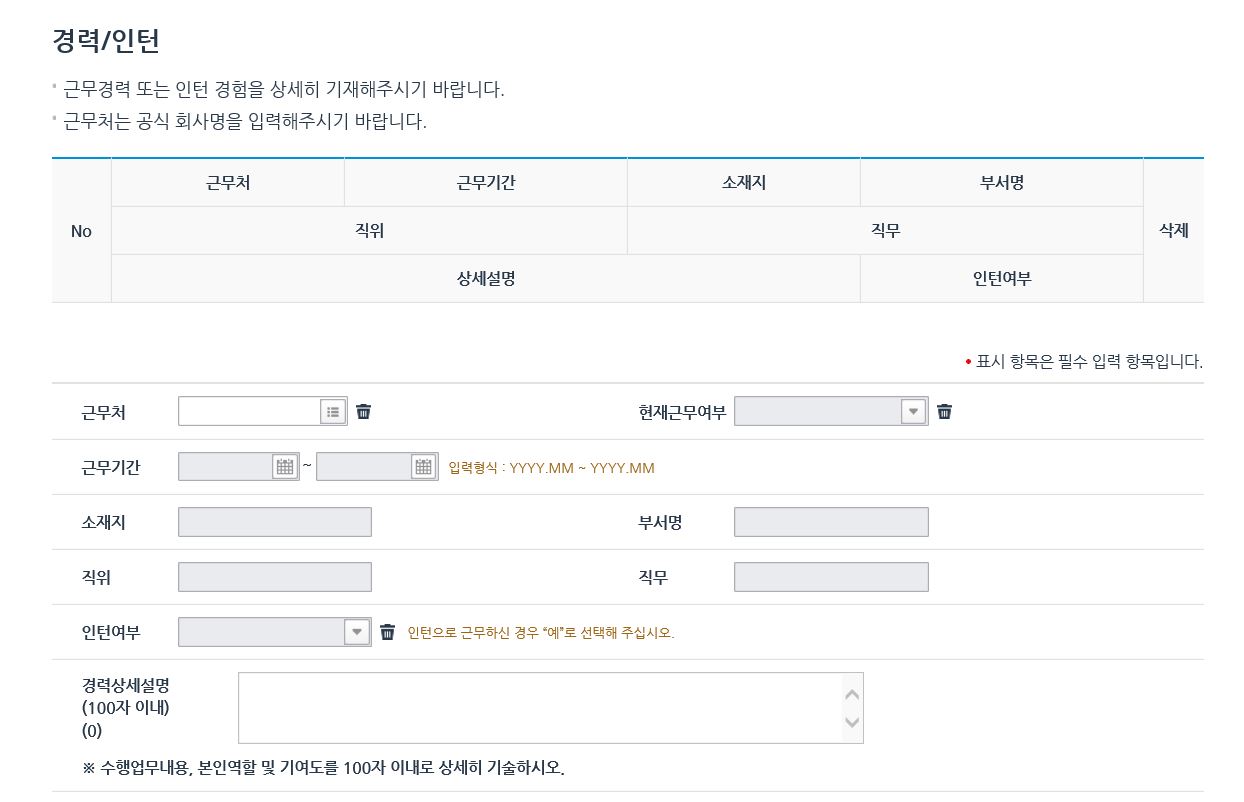 경력/인턴
근무경력 또는 인턴 경험을 상세히 기재해주시기 바랍니다.
근무처는 공식 회사명을 입력해주시기 바랍니다.
No 근무처 근무기간 소재지 부서명 삭제
직위 직무
상세설명 인턴여부
• 표시 항목은 필수 입력 항목입니다.
근무처 현재근무여부
근무기간 ~ 입력형식 : YYYY.MM ~ YYYY.MM
소재지 부서명
직위 직무
인턴여부 인턴으로 근무하신 경우 “예”로 선택해 주십시오.
경력상세설명
(100자 이내)
(0)
※ 수행업무내용, 본인역할 및 기여도를 100자 이내로 상세히 기술하시오.